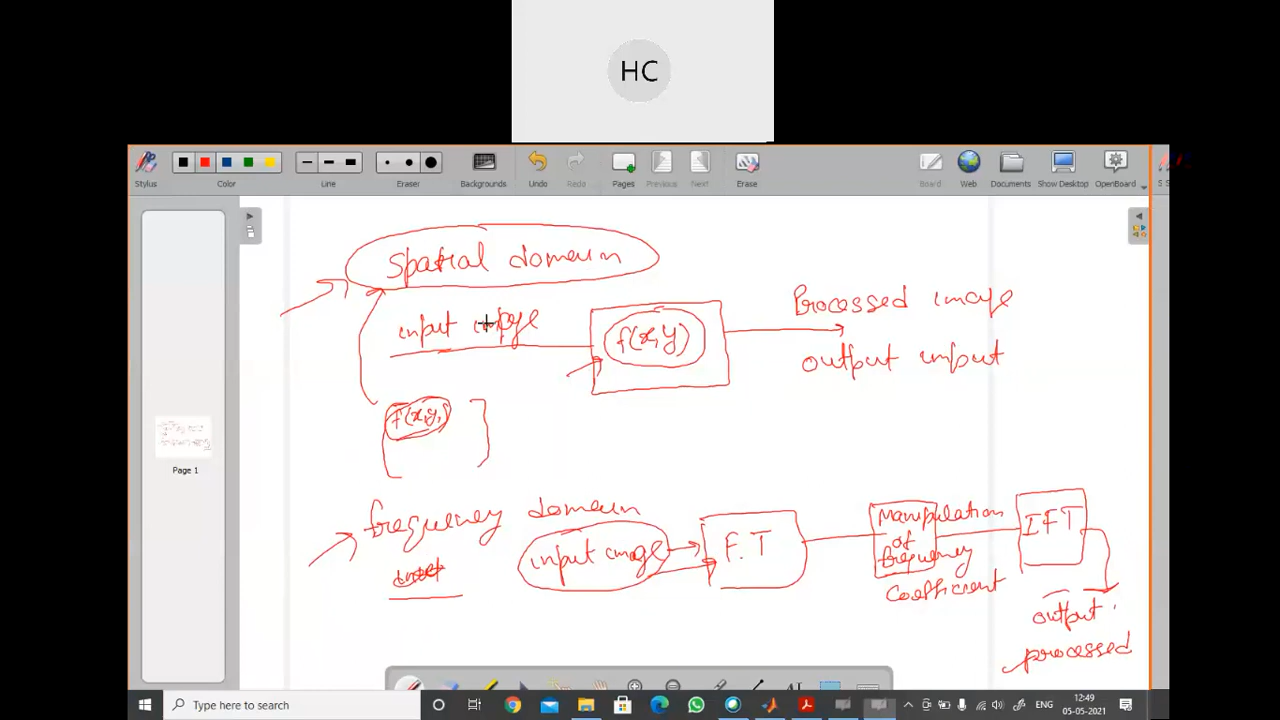 HC
Stylus Color Line Eraser Backgrounds Undo Redo Pages Previous Next Erase Board Web Documents Show Desktop OpenBoard
Spatial domain
input image
f(x,y)
Processed image
output input
f(x,y)
Page 1
frequency domain
input image
F.T
Manipulation
of
frequency
Coefficient
IFT
output
processed
Type here to search
ENG
12:49
05-05-2021